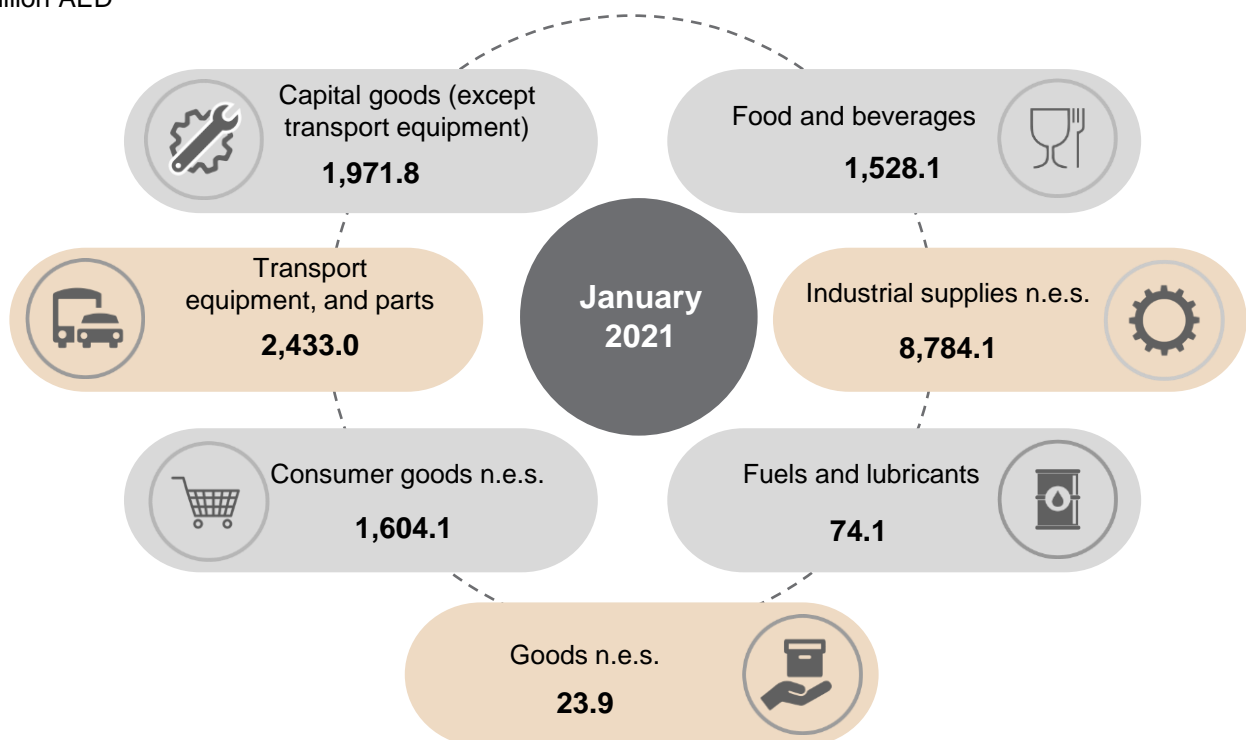 AED
Capital goods (except
transport equipment)
1,971.8
Food and beverages
1,528.1
Transport
equipment, and parts
2,433.0
January
2021
Industrial supplies n.e.s.
8,784.1
Consumer goods n.e.s.
1,604.1
Fuels and lubricants
74.1
Goods n.e.s.
23.9